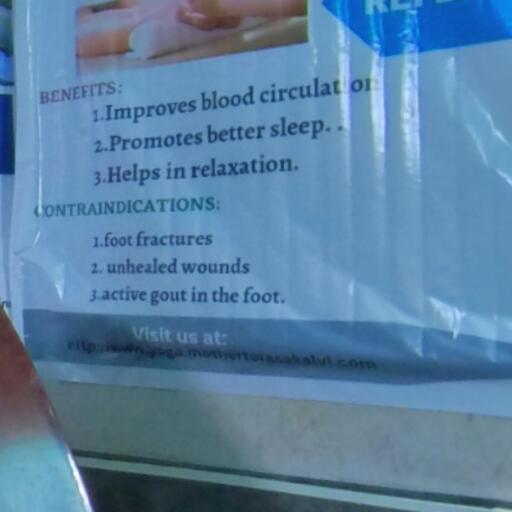 BENEFITS:
1.Improves blood circulation
2.Promotes better sleep. .
3.Helps in relaxation.
CONTRAINDICATIONS:
1.foot fractures
2. unhealed wounds
3.active gout in the foot.
Visit us at: